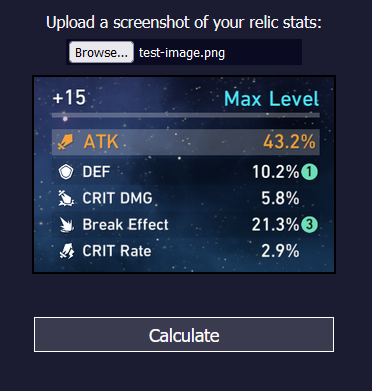 Upload a screenshot of your relic stats:
Browse... test-image.png
+15 Max Level
ATK 43.2%
DEF 10.2% 1
CRIT DMG 5.8%
Break Effect 21.3% 3
CRIT Rate 2.9%
Calculate